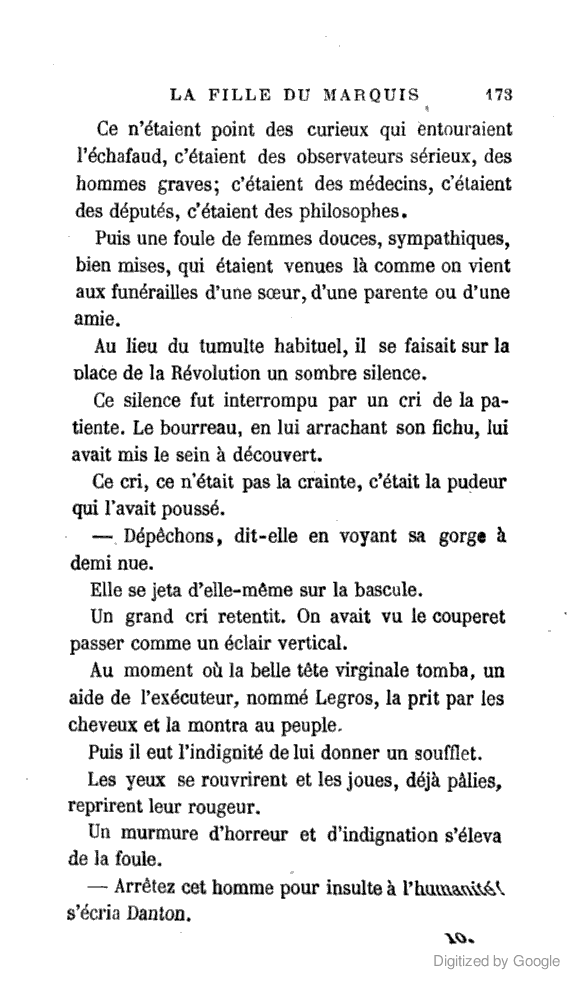 LA FILLE DU MARQUIS 173
Ce n'étaient point des curieux qui entouraient
l'échafaud, c'étaient des observateurs sérieux, des
hommes graves; c'étaient des médecins, c'étaient
des députés, c'étaient des philosophes.
Puis une foule de femmes douces, sympathiques,
bien mises, qui étaient venues là comme on vient
aux funérailles d'une sœur, d'une parente ou d'une
amie.
Au lieu du tumulte habituel, il se faisait sur la
place de la Révolution un sombre silence.
Ce silence fut interrompu par un cri de la pa-
tiente. Le bourreau, en lui arrachant son fichu, lui
avait mis le sein à découvert.
Ce cri, ce n'était pas la crainte, c'était la pudeur
qui l'avait poussé.
— Dépêchons, dit-elle en voyant sa gorge à
demi nue.
Elle se jeta d'elle-même sur la bascule.
Un grand cri retentit. On avait vu le couperet
passer comme un éclair vertical.
Au moment où la belle tête virginale tomba, un
aide de l'exécuteur, nommé Legros, la prit par les
cheveux et la montra au peuple.
Puis il eut l'indignité de lui donner un soufflet.
Les yeux se rouvrirent et les joues, déjà pâlies,
reprirent leur rougeur.
Un murmure d'horreur et d'indignation s'éleva
de la foule.
— Arrêtez cet homme pour insulte à l'humanité!
s'écria Danton.
10.
Digitized by Google